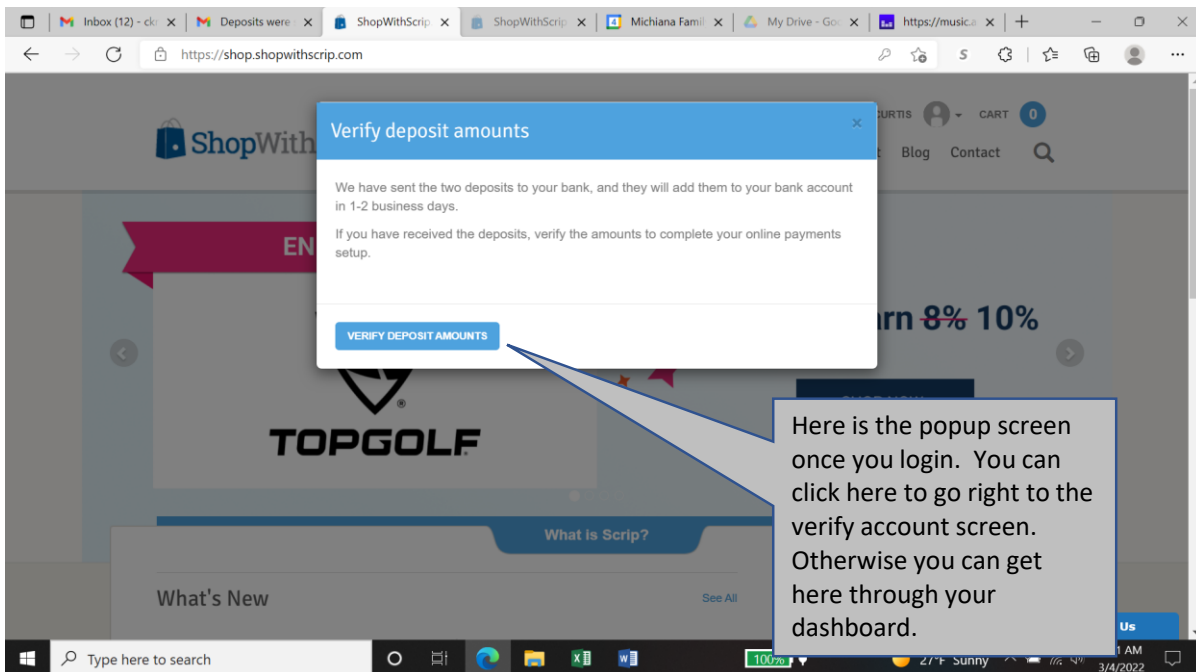 Inbox (12) - ckr
Deposits were
ShopWithScrip
ShopWithScrip
Michiana Famil
My Drive - Goo
https://music.a
https://shop.shopwithscrip.com
ShopWith
CURTIS
CART 0
Blog Contact
Verify deposit amounts
We have sent the two deposits to your bank, and they will add them to your bank account
in 1-2 business days.
If you have received the deposits, verify the amounts to complete your online payments
setup.
VERIFY DEPOSIT AMOUNTS
EN
rn 8% 10%
TOPGOLF
Here is the popup screen
once you login. You can
click here to go right to the
verify account screen.
Otherwise you can get
here through your
dashboard.
What is Scrip?
What's New
See All
Us
Type here to search
100%
27°F Sunny
1 AM
3/4/2022